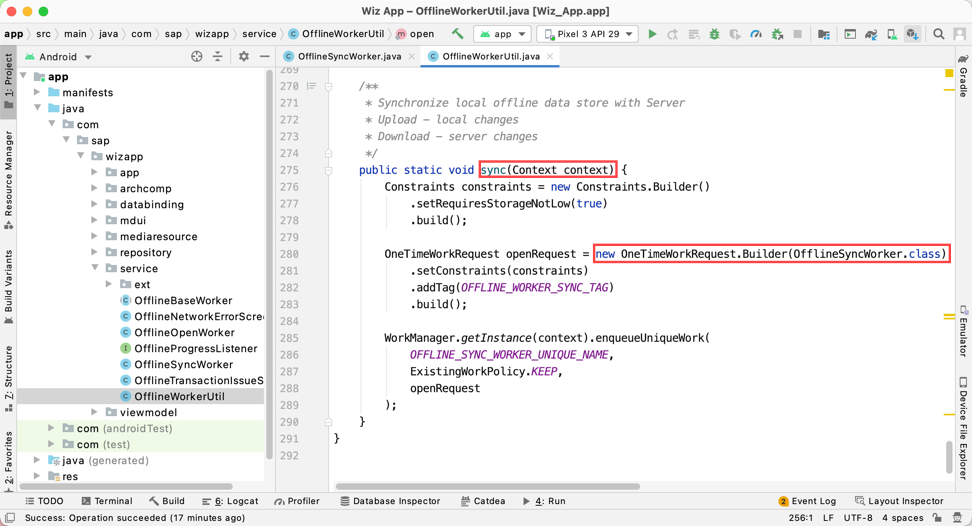 Wiz App – OfflineWorkerUtil.java [Wiz_App.app]
app src main java com sap wizapp service OfflineWorkerUtil open app Pixel 3 API 29
1: Project
Resource Manager
Build Variants
Z: Structure
2: Favorites
Android
app
manifests
java
com
sap
wizapp
app
archcomp
databinding
mdui
mediaresource
repository
service
ext
OfflineBaseWorker
OfflineNetworkErrorScree
OfflineOpenWorker
OfflineProgressListener
OfflineSyncWorker
OfflineTransactionIssueS
OfflineWorkerUtil
viewmodel
com (androidTest)
com (test)
java (generated)
res
OfflineSyncWorker.java OfflineWorkerUtil.java
269
270 /**
271 * Synchronize local offline data store with Server
272 * Upload - local changes
273 * Download - server changes
274 */
275 public static void sync(Context context) {
276 Constraints constraints = new Constraints.Builder()
277 .setRequiresStorageNotLow(true)
278 .build();
279
280 OneTimeWorkRequest openRequest = new OneTimeWorkRequest.Builder(OfflineSyncWorker.class)
281 .setConstraints(constraints)
282 .addTag(OFFLINE_WORKER_SYNC_TAG)
283 .build();
284
285 WorkManager.getInstance(context).enqueueUniqueWork(
286 OFFLINE_SYNC_WORKER_UNIQUE_NAME,
287 ExistingWorkPolicy.KEEP,
288 openRequest
289 );
290 }
291 }
292
Gradle
Emulator
Device File Explorer
TODO Terminal Build 6: Logcat Profiler Database Inspector Catdea 4: Run 2 Event Log Layout Inspector
Success: Operation succeeded (17 minutes ago) 256:1 LF UTF-8 4 spaces